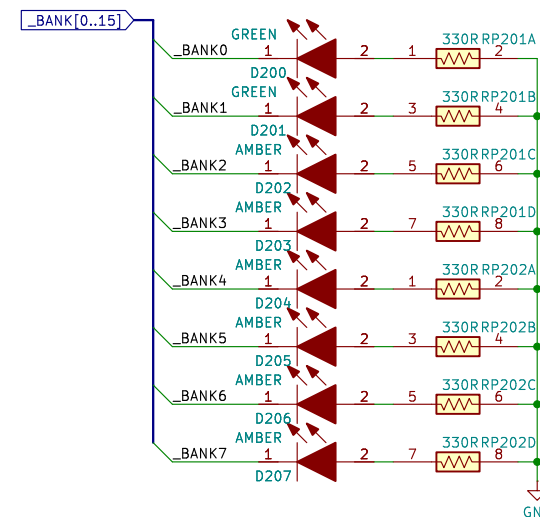 _BANK[0..15]
GREEN
_BANK0 1 2 1 330R RP201A 2
D200
GREEN
_BANK1 1 2 3 330R RP201B 4
D201
AMBER
_BANK2 1 2 5 330R RP201C 6
D202
AMBER
_BANK3 1 2 7 330R RP201D 8
D203
AMBER
_BANK4 1 2 1 330R RP202A 2
D204
AMBER
_BANK5 1 2 3 330R RP202B 4
D205
AMBER
_BANK6 1 2 5 330R RP202C 6
D206
AMBER
_BANK7 1 2 7 330R RP202D 8
D207
GN